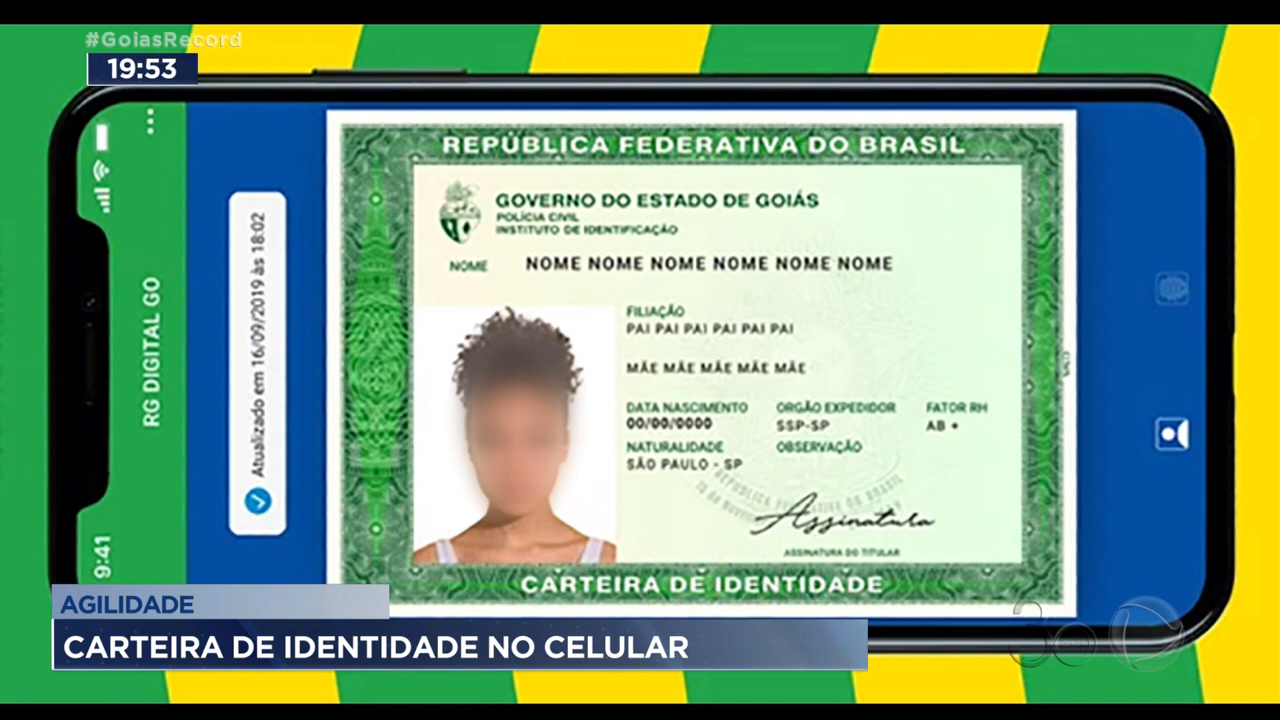 #GoiasRecord
19:53
REPÚBLICA FEDERATIVA DO BRASIL
GOVERNO DO ESTADO DE GOIÁS
POLÍCIA CIVIL
INSTITUTO DE IDENTIFICAÇÃO
NOME NOME NOME NOME NOME NOME NOME
FILIAÇÃO
PAI PAI PAI PAI PAI PAI
MÃE MÃE MÃE MÃE MÃE
DATA NASCIMENTO ORGÃO EXPEDIDOR FATOR RH
00/00/0000 SSP-SP AB +
NATURALIDADE OBSERVAÇÃO
SÃO PAULO - SP
REPUBLICA FEDERATIVA DO BRASIL
Assinatura
ASSINATURA DO TITULAR
CARTEIRA DE IDENTIDADE
Atualizado em 16/09/2019 às 18:02
RG DIGITAL GO
9:41
AGILIDADE
CARTEIRA DE IDENTIDADE NO CELULAR